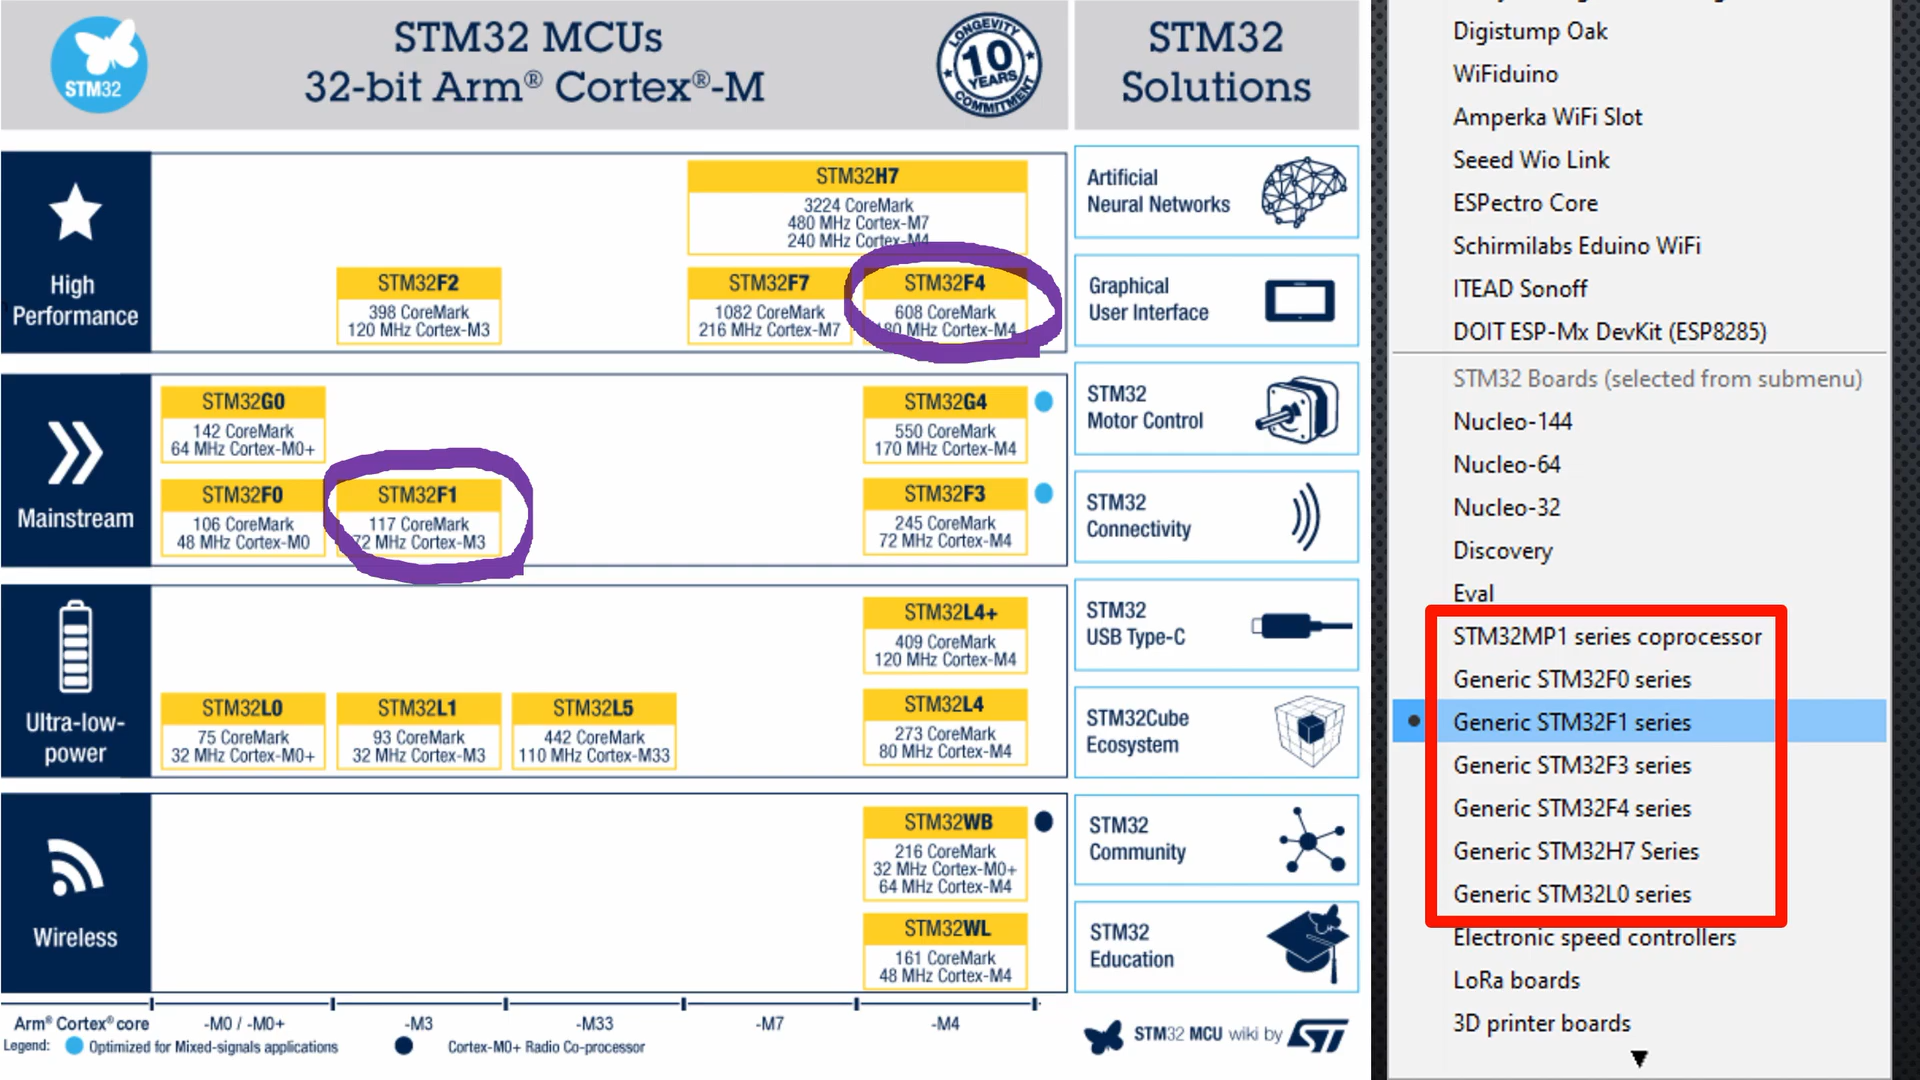 STM32
STM32 MCUs
32-bit Arm® Cortex®-M
LONGEVITY
10
YEARS
COMMITMENT
STM32
Solutions
High
Performance
STM32H7
3224 CoreMark
480 MHz Cortex-M7
240 MHz Cortex-M4
STM32F2
398 CoreMark
120 MHz Cortex-M3
STM32F7
1082 CoreMark
216 MHz Cortex-M7
STM32F4
608 CoreMark
180 MHz Cortex-M4
Mainstream
STM32G0
142 CoreMark
64 MHz Cortex-M0+
STM32G4
550 CoreMark
170 MHz Cortex-M4
STM32F0
106 CoreMark
48 MHz Cortex-M0
STM32F1
117 CoreMark
72 MHz Cortex-M3
STM32F3
245 CoreMark
72 MHz Cortex-M4
Ultra-low-
power
STM32L4+
409 CoreMark
120 MHz Cortex-M4
STM32L0
75 CoreMark
32 MHz Cortex-M0+
STM32L1
93 CoreMark
32 MHz Cortex-M3
STM32L5
442 CoreMark
110 MHz Cortex-M33
STM32L4
273 CoreMark
80 MHz Cortex-M4
Wireless
STM32WB
216 CoreMark
32 MHz Cortex-M0+
64 MHz Cortex-M4
STM32WL
161 CoreMark
48 MHz Cortex-M4
Arm® Cortex® core
-M0 / -M0+
-M3
-M33
-M7
-M4
Legend:
Optimized for Mixed-signals applications
Cortex-M0+ Radio Co-processor
Artificial
Neural Networks
Graphical
User Interface
STM32
Motor Control
STM32
Connectivity
STM32
USB Type-C
STM32Cube
Ecosystem
STM32
Community
STM32
Education
STM32 MCU wiki by ST
Digistump Oak
WiFiduino
Amperka WiFi Slot
Seeed Wio Link
ESPectro Core
Schirmilabs Eduino WiFi
ITEAD Sonoff
DOIT ESP-Mx DevKit (ESP8285)
STM32 Boards (selected from submenu)
Nucleo-144
Nucleo-64
Nucleo-32
Discovery
Eval
STM32MP1 series coprocessor
Generic STM32F0 series
Generic STM32F1 series
Generic STM32F3 series
Generic STM32F4 series
Generic STM32H7 Series
Generic STM32L0 series
Electronic speed controllers
LoRa boards
3D printer boards